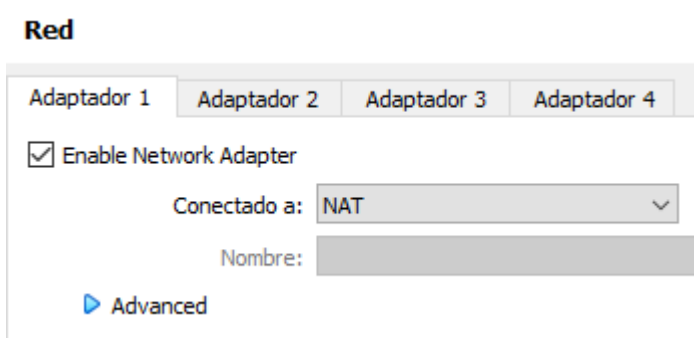 Red
Adaptador 1 Adaptador 2 Adaptador 3 Adaptador 4
Enable Network Adapter
Conectado a: NAT
Nombre:
Advanced